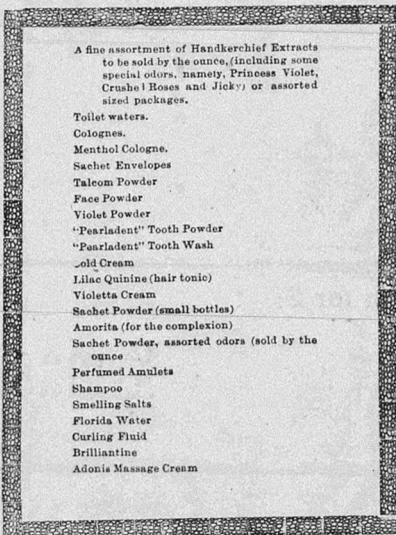 A fine assortment of Handkerchief Extracts
to be sold by the ounce, (including some
special odors, namely, Princess Violet,
Crushe Roses and Jicky) or assorted
sized packages.
Toilet waters.
Colognes.
Menthol Cologne.
Sachet Envelopes
Talcom Powder
Face Powder
Violet Powder
"Pearladent" Tooth Powder
"Pearladent" Tooth Wash
old Cream
Lilac Quinine (hair tonic)
Violetta Cream
Sachet Powder (small bottles)
Amorita (for the complexion)
Sachet Powder, assorted odors (sold by the
ounce
Perfumed Amulets
Shampoo
Smelling Salts
Florida Water
Curling Fluid
Brilliantine
Adonis Massage Cream